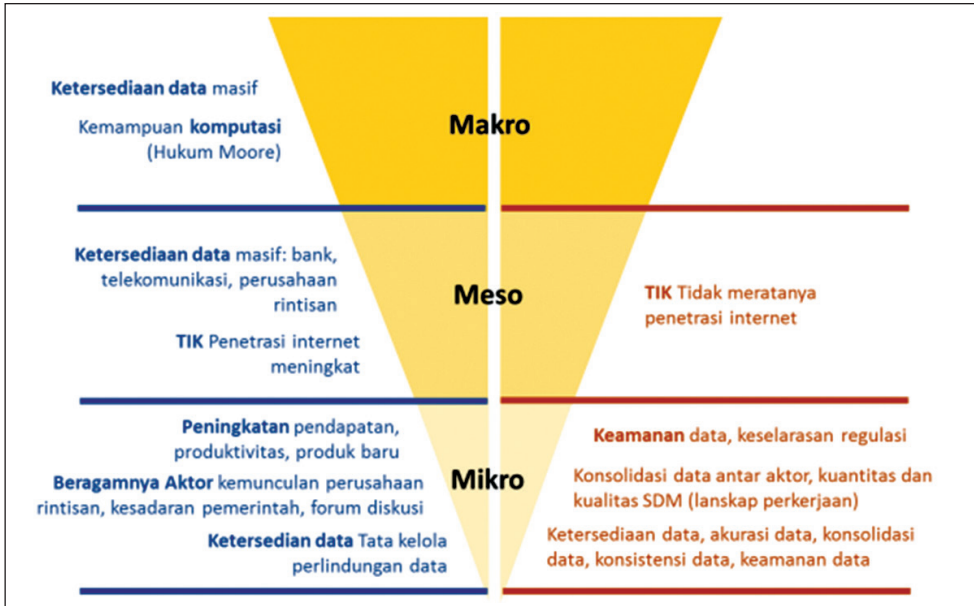 Ketersediaan data masif
Kemampuan komputasi
(Hukum Moore)
Makro
Ketersediaan data masif: bank,
telekomunikasi, perusahaan
rintisan
TIK Penetrasi internet
meningkat
Meso
TIK Tidak meratanya
penetrasi internet
Peningkatan pendapatan,
produktivitas, produk baru
Beragamnya Aktor kemunculan perusahaan
rintisan, kesadaran pemerintah, forum diskusi
Ketersedian data Tata kelola
perlindungan data
Mikro
Keamanan data, keselarasan regulasi
Konsolidasi data antar aktor, kuantitas dan
kualitas SDM (lanskap perkerjaan)
Ketersediaan data, akurasi data, konsolidasi
data, konsistensi data, keamanan data